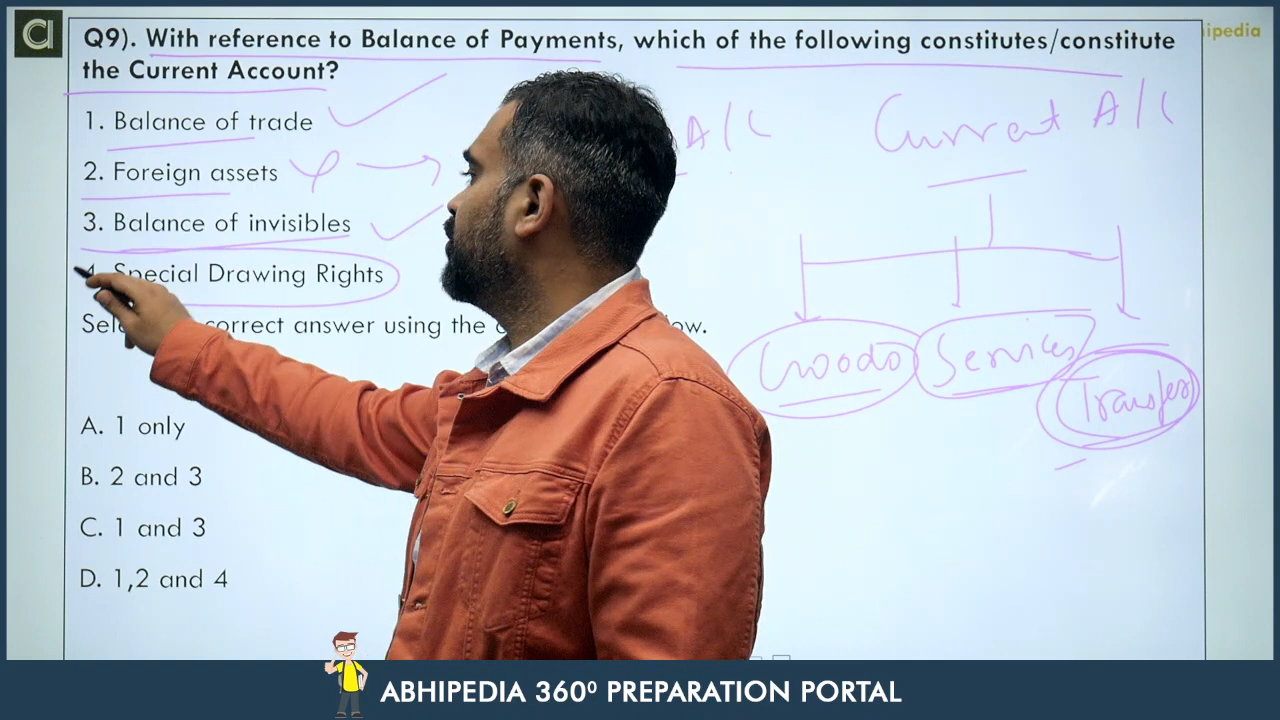 Q9). With reference to Balance of Payments, which of the following constitutes/constitute
the Current Account?
1. Balance of trade
2. Foreign assets
3. Balance of invisibles
4. Special Drawing Rights
correct answer using the
A. 1 only
B. 2 and 3
C. 1 and 3
D. 1,2 and 4
A/C
Current A/C
Goods
Services
Transfers
ABHIPEDIA 360⁰ PREPARATION PORTAL